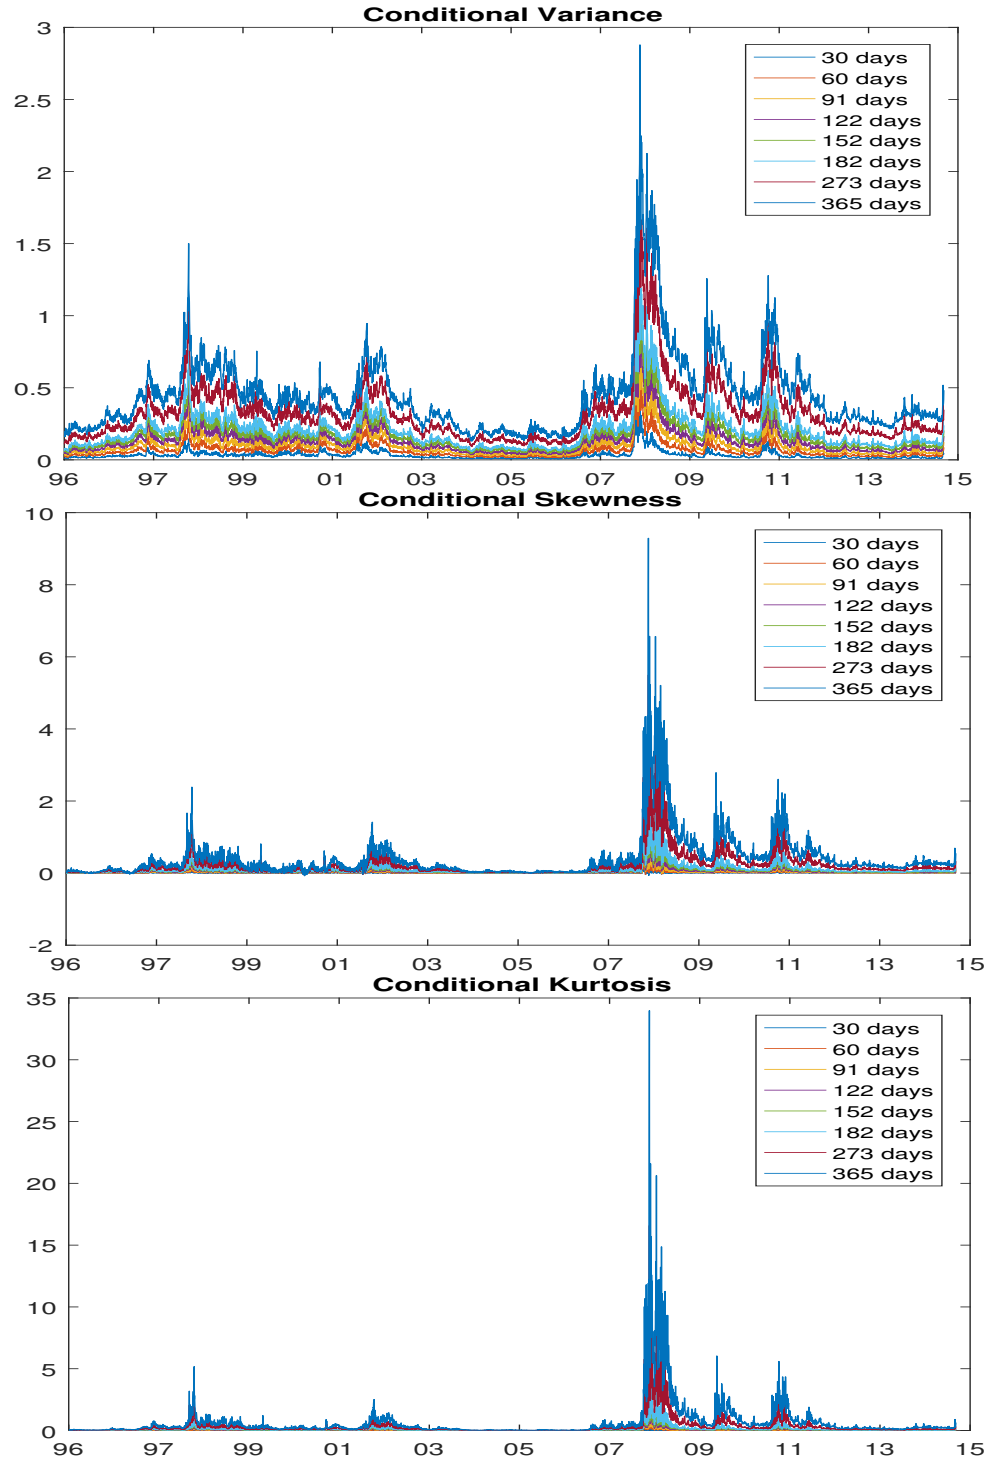 Conditional Variance
3
2.5
2
1.5
1
0.5
0
96 97 99 01 03 05 07 09 11 13 15
30 days
60 days
91 days
122 days
152 days
182 days
273 days
365 days
Conditional Skewness
10
8
6
4
2
0
-2
96 97 99 01 03 05 07 09 11 13 15
30 days
60 days
91 days
122 days
152 days
182 days
273 days
365 days
Conditional Kurtosis
35
30
25
20
15
10
5
0
96 97 99 01 03 05 07 09 11 13 15
30 days
60 days
91 days
122 days
152 days
182 days
273 days
365 days